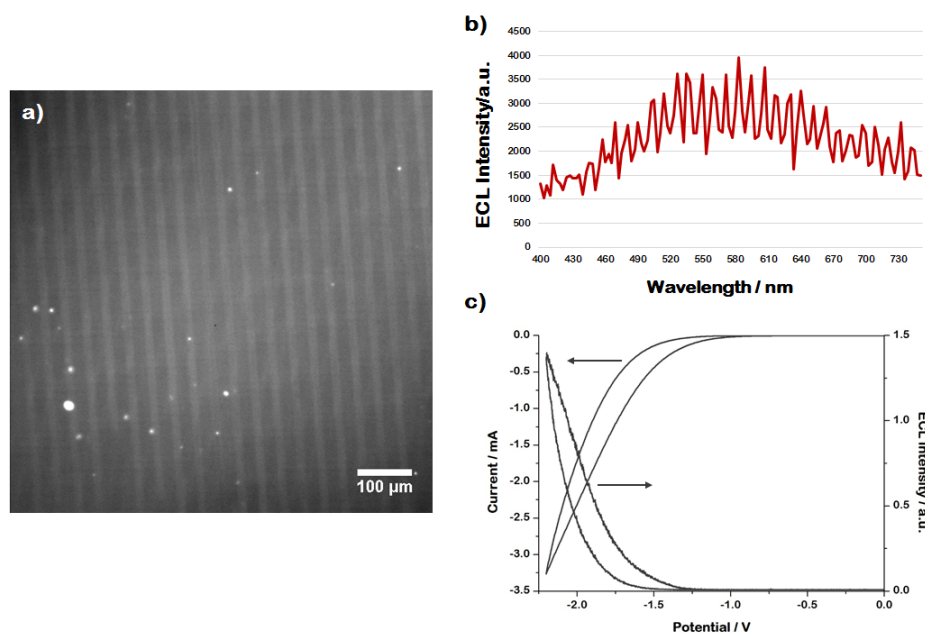 a)
100 µm
b)
ECL Intensity/a.u.
4500
4000
3500
3000
2500
2000
1500
1000
500
0
400 430 460 490 520 550 580 610 640 670 700 730
Wavelength / nm
c)
Current / mA
0.0
-0.5
-1.0
-1.5
-2.0
-2.5
-3.0
-3.5
1.5
1.0
0.5
0.0
ECL Intensity / a.u.
-2.0 -1.5 -1.0 -0.5 0.0
Potential / V